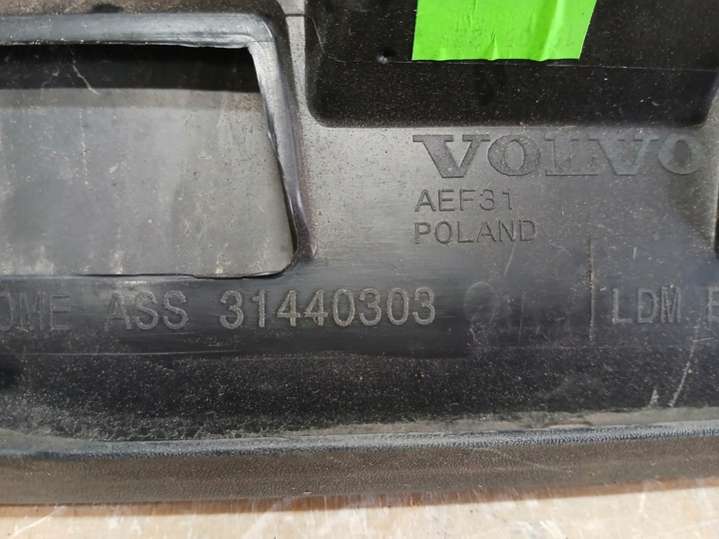 VOLVO
AEF31
POLAND
OME ASS 31440303 LDM